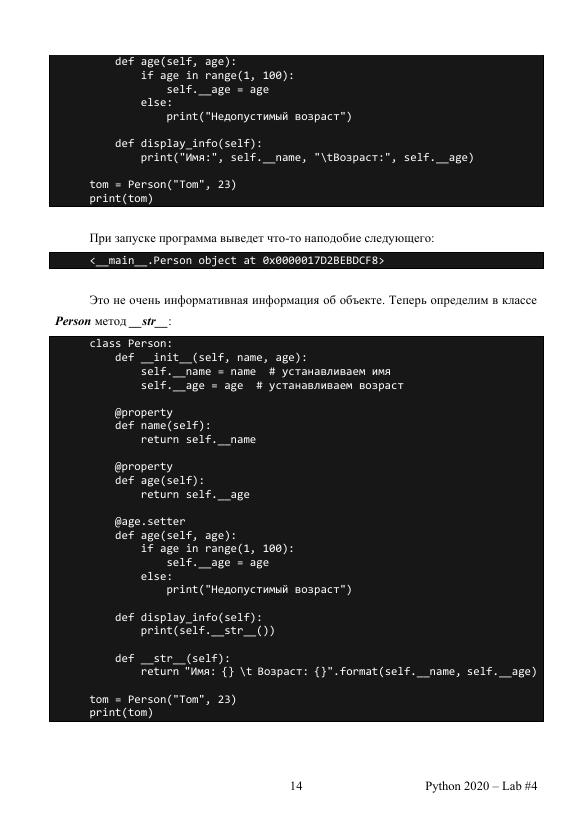 def age(self, age):
if age in range(1, 100):
self.__age = age
else:
print("Недопустимый возраст")
def display_info(self):
print("Имя:", self.__name, "\tВозраст:", self.__age)
tom = Person("Tom", 23)
print(tom)
При запуске программа выведет что-то наподобие следующего:
<__main__.Person object at 0x0000017D2BEBDCF8>
Это не очень информативная информация об объекте. Теперь определим в классе
Person метод __str__:
class Person:
def __init__(self, name, age):
self.__name = name  # устанавливаем имя
self.__age = age  # устанавливаем возраст
@property
def name(self):
return self.__name
@property
def age(self):
return self.__age
@age.setter
def age(self, age):
if age in range(1, 100):
self.__age = age
else:
print("Недопустимый возраст")
def display_info(self):
print(self.__str__())
def __str__(self):
return "Имя: {} \t Возраст: {}".format(self.__name, self.__age)
tom = Person("Tom", 23)
print(tom)
14
Python 2020 – Lab #4